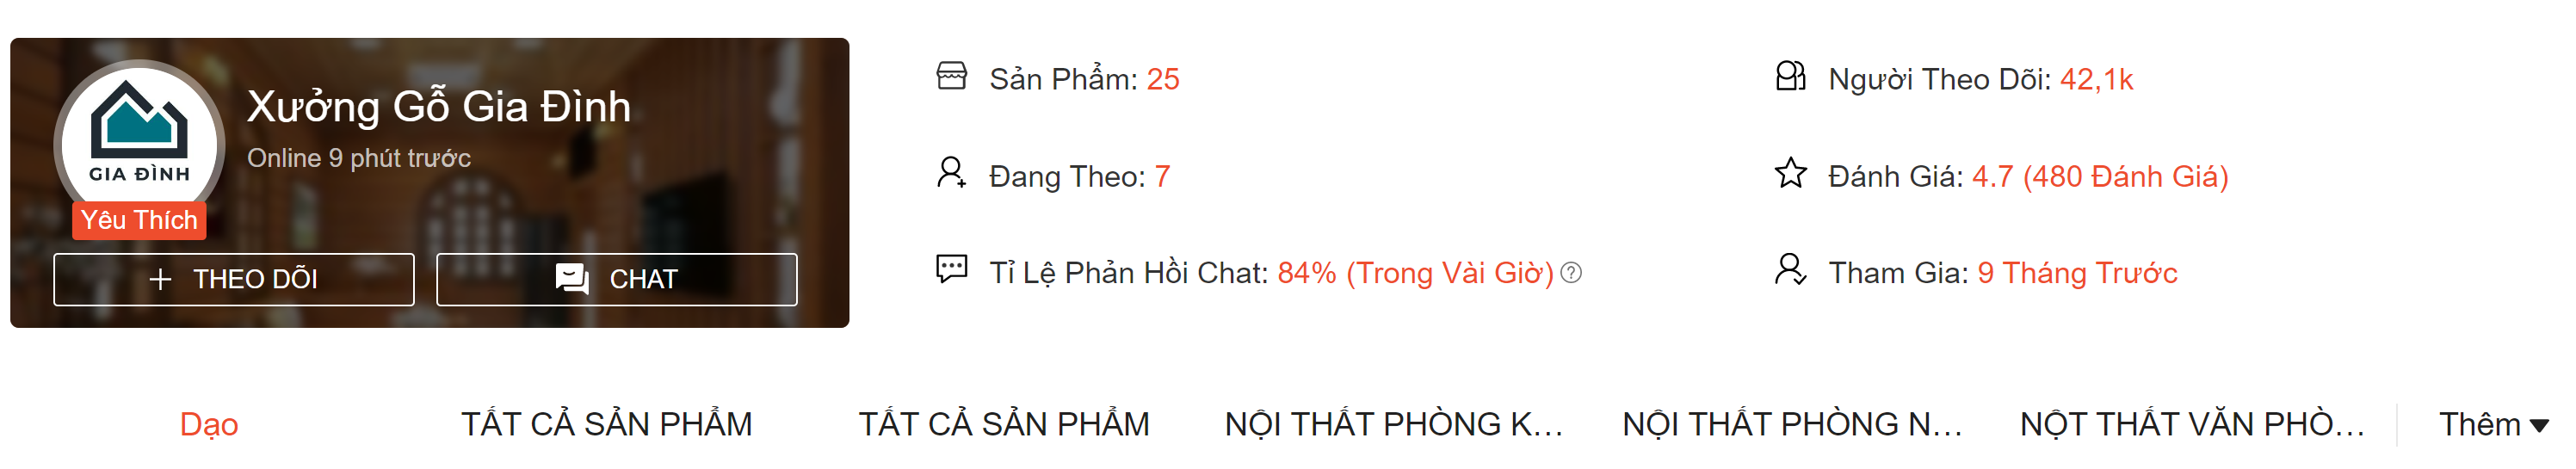 GIA ĐÌNH
Yêu Thích
Xưởng Gỗ Gia Đình
Online 9 phút trước
THEO DÕI
CHAT
Sản Phẩm: 25
Người Theo Dõi: 42,1k
Đang Theo: 7
Đánh Giá: 4.7 (480 Đánh Giá)
Tỉ Lệ Phản Hồi Chat: 84% (Trong Vài Giờ) ?
Tham Gia: 9 Tháng Trước
Dạo TẤT CẢ SẢN PHẨM TẤT CẢ SẢN PHẨM NỘI THẤT PHÒNG K... NỘI THẤT PHÒNG N... NỘT THẤT VĂN PHÒ... Thêm